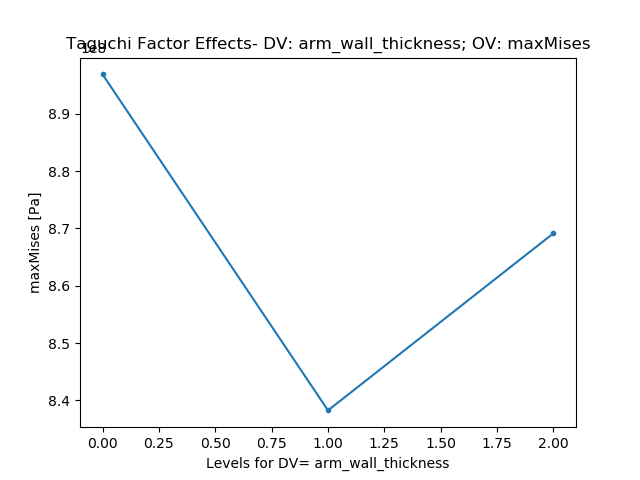 Taguchi Factor Effects- DV: arm_wall_thickness; OV: maxMises
1e8
8.9
8.8
8.7
8.6
8.5
8.4
maxMises [Pa]
0.00 0.25 0.50 0.75 1.00 1.25 1.50 1.75 2.00
Levels for DV= arm_wall_thickness